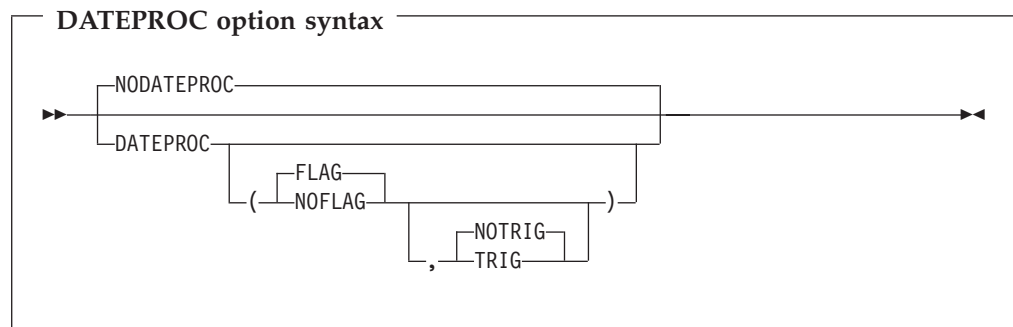 DATEPROC option syntax
NODATEPROC
DATEPROC
FLAG
( NOFLAG )
NOTRIG
, TRIG